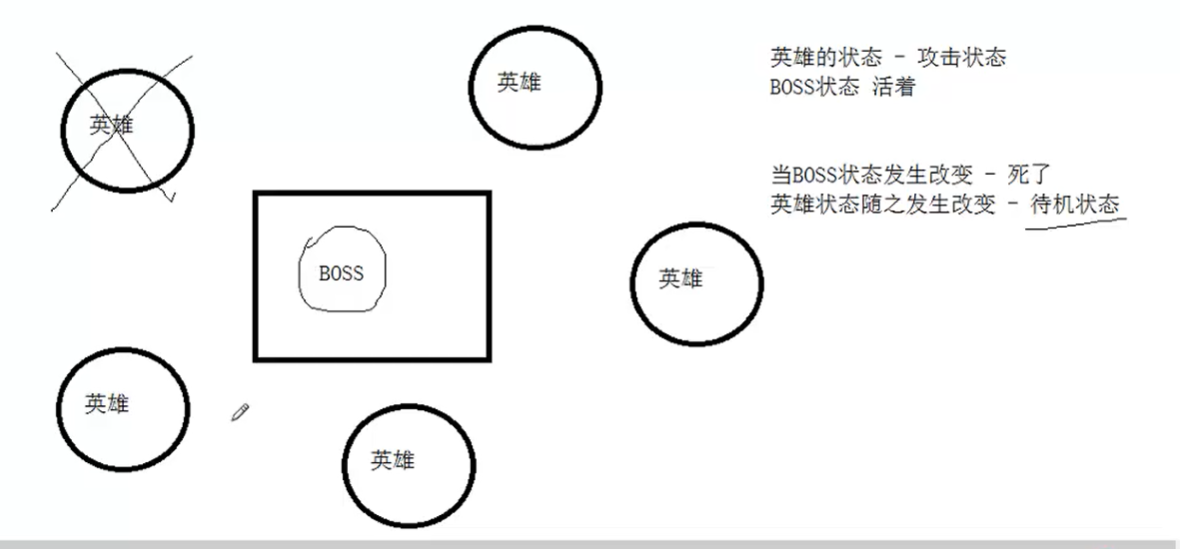 英雄
英雄的状态 - 攻击状态
BOSS状态 活着
英雄
当BOSS状态发生改变 - 死了
英雄状态随之发生改变 - 待机状态
BOSS
英雄
英雄
英雄